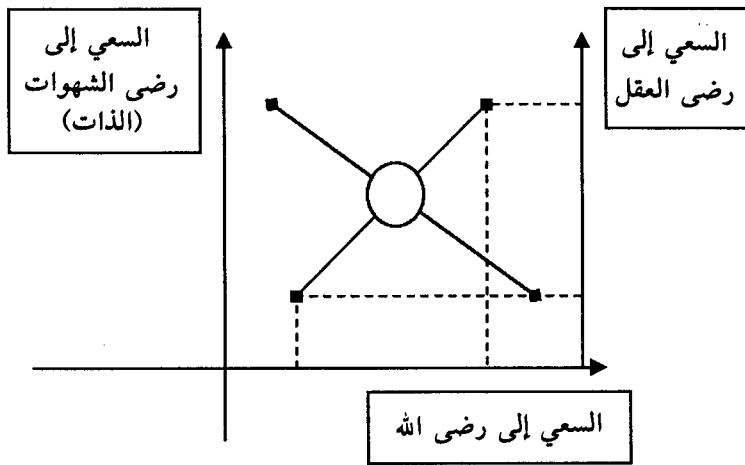 السعي إلى
رضى الشهوات
(الذات)
السعي إلى
رضى العقل
السعي إلى رضى الله